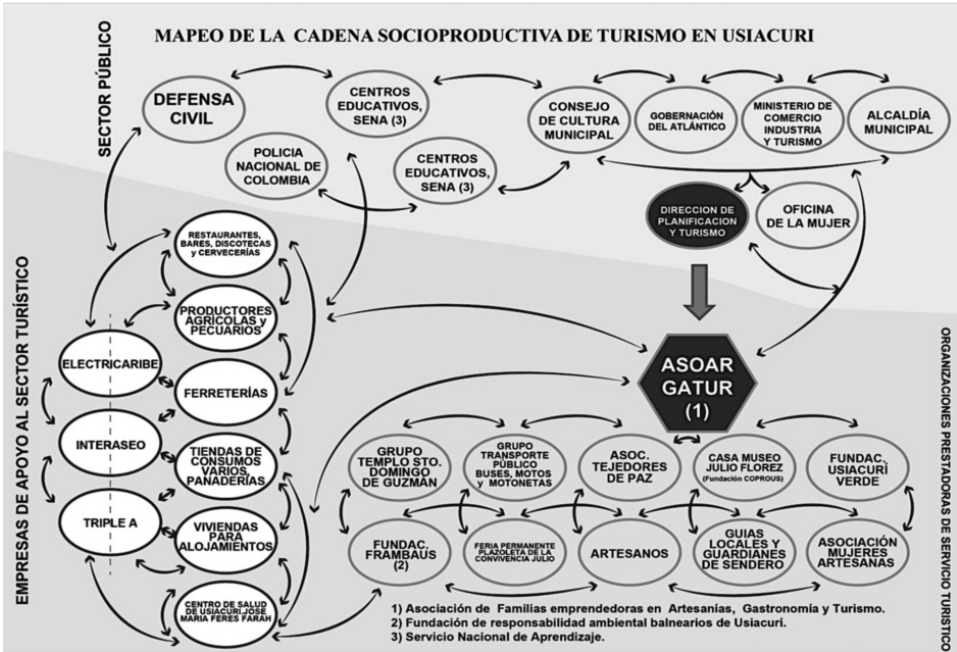 MAPEO DE LA CADENA SOCIOPRODUCTIVA DE TURISMO EN USIACURI
SECTOR PÚBLICO
DEFENSA
CIVIL
CENTROS
EDUCATIVOS,
SENA (3)
POLICIA
NACIONAL DE
COLOMBIA
CENTROS
EDUCATIVOS,
SENA (3)
CONSEJO
DE CULTURA
MUNICIPAL
GOBERNACIÓN
DEL ATLÁNTICO
MINISTERIO DE
COMERCIO
INDUSTRIA
Y TURISMO
ALCALDÍA
MUNICIPAL
DIRECCION DE
PLANIFICACION
Y TURISMO
OFICINA
DE LA MUJER
EMPRESAS DE APOYO AL SECTOR TURÍSTICO
RESTAURANTES,
BARES, DISCOTECAS
y CERVECERÍAS
PRODUCTORES
AGRÍCOLAS y
PECUARIOS
ELECTRICARIBE
FERRETERÍAS
INTERASEO
TIENDAS DE
CONSUMOS
VARIOS,
PANADERÍAS
TRIPLE A
VIVIENDAS
PARA
ALOJAMIENTOS
CENTRO DE SALUD
DE USIACURI.JOSE
MARIA FERES FARAH
ASOAR
GATUR
(1)
ORGANIZACIONES PRESTADORAS DE SERVICIO TURISTICO
GRUPO
TEMPLO STO.
DOMINGO
DE GUZMÁN
GRUPO
TRANSPORTE
PÚBLICO
BUSES, MOTOS
y MOTONETAS
ASOC.
TEJEDORES
DE PAZ
CASA MUSEO
JULIO FLOREZ
(Fundación COPROUS)
FUNDAC.
USIACURÍ
VERDE
FUNDAC.
FRAMBAUS
(2)
FERIA PERMANENTE
PLAZOLETA DE LA
CONVIVENCIA JULIO
ARTESANOS
GUIAS
LOCALES Y
GUARDIANES
DE SENDERO
ASOCIACIÓN
MUJERES
ARTESANAS
1) Asociación de Familias emprendedoras en Artesanías, Gastronomía y Turismo.
2) Fundación de responsabilidad ambiental balnearios de Usiacuri.
3) Servicio Nacional de Aprendizaje.